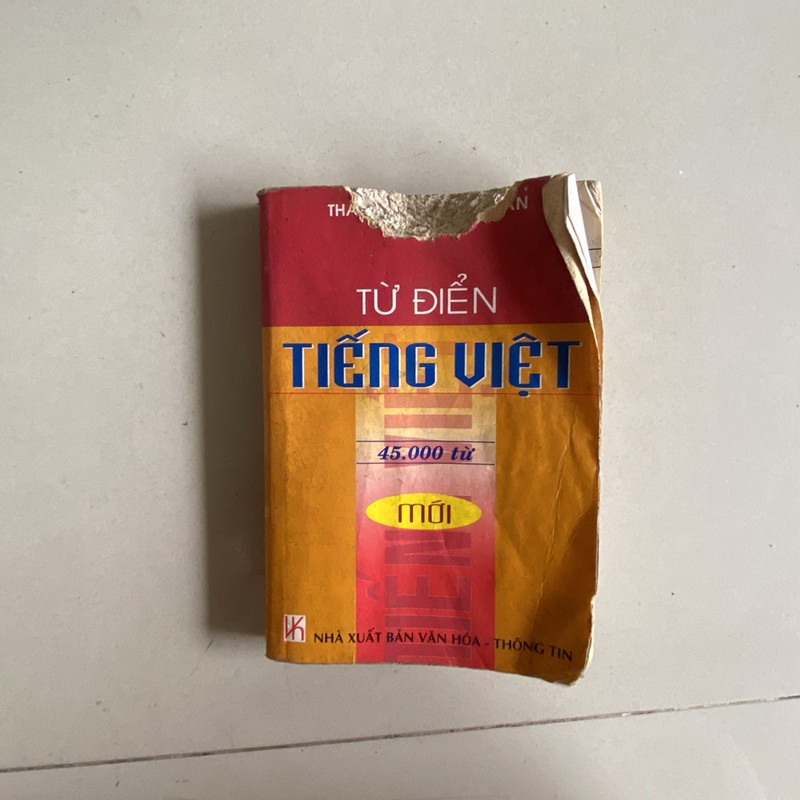 TỪ ĐIỂN
TIẾNG VIỆT
45.000 từ
MỚI
NHÀ XUẤT BẢN VĂN HÓA - THÔNG TIN